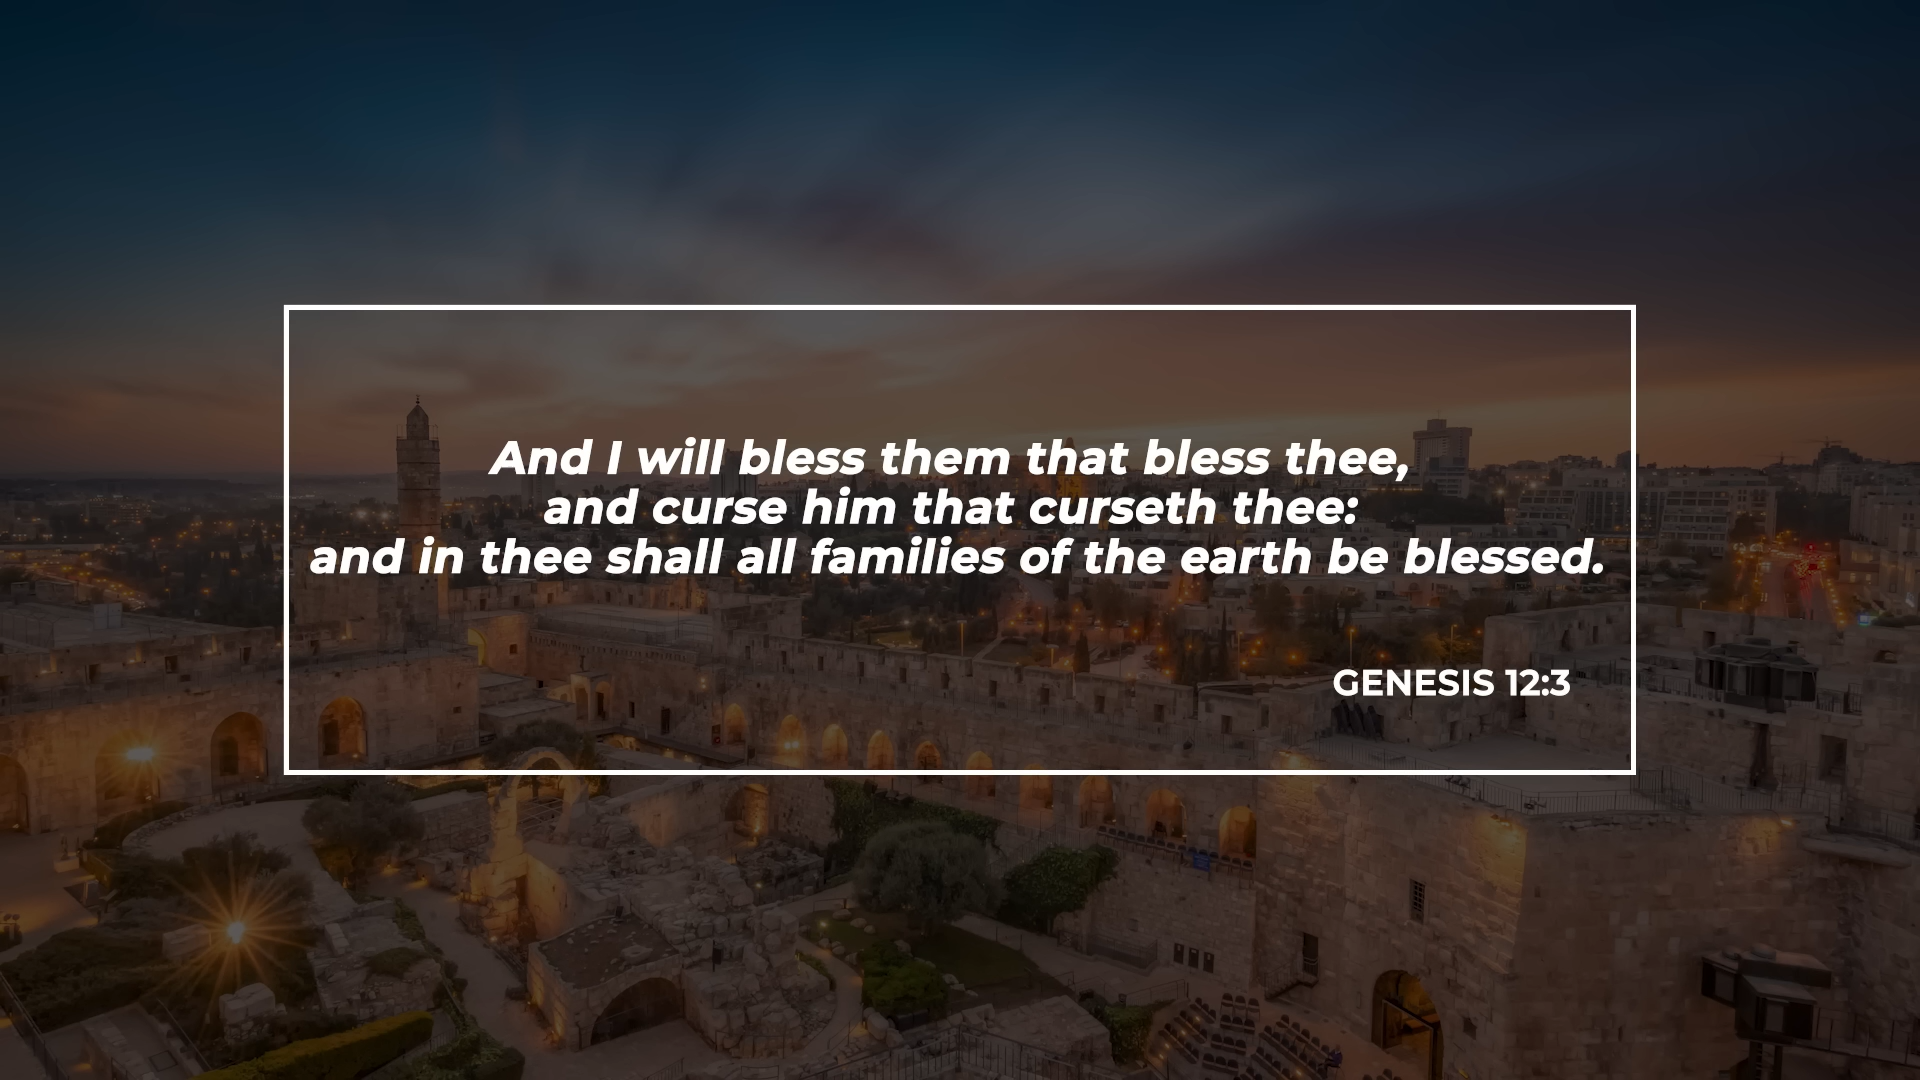 And I will bless them that bless thee,
and curse him that curseth thee:
and in thee shall all families of the earth be blessed.
GENESIS 12:3